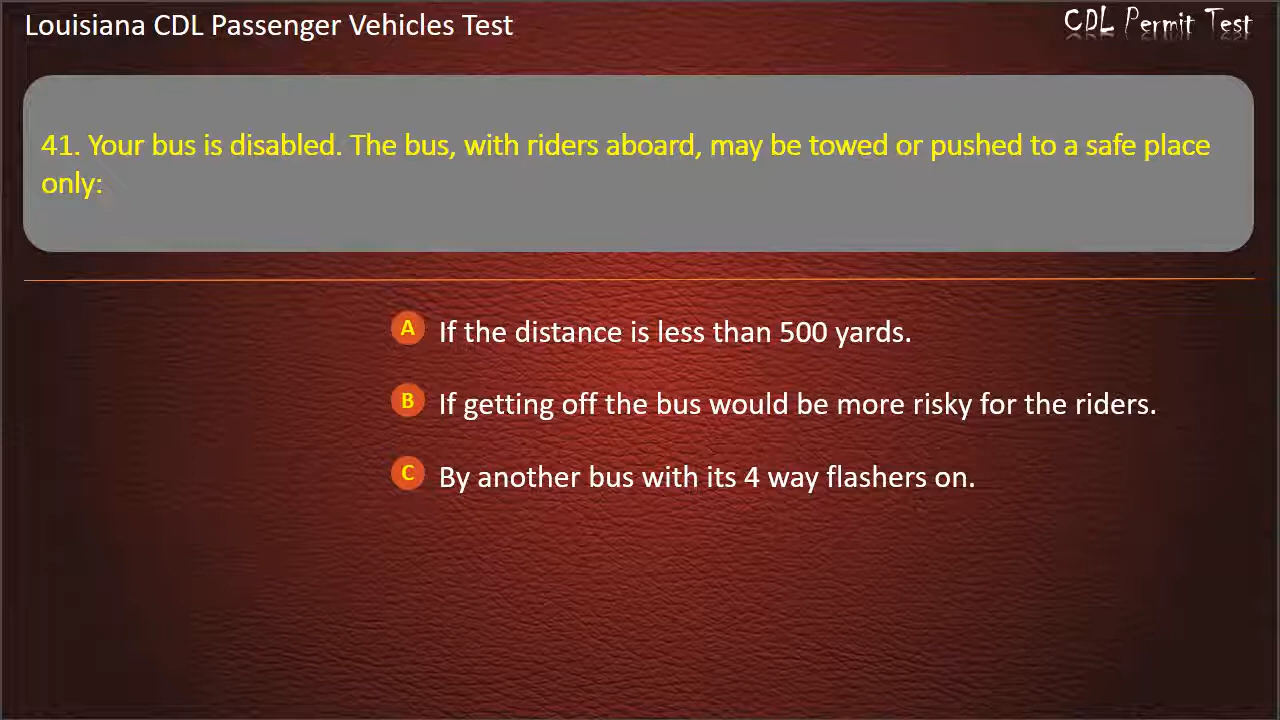 Louisiana CDL Passenger Vehicles Test
CDL Permit Test
41. Your bus is disabled. The bus, with riders aboard, may be towed or pushed to a safe place
only:
A If the distance is less than 500 yards.
B If getting off the bus would be more risky for the riders.
C By another bus with its 4 way flashers on.